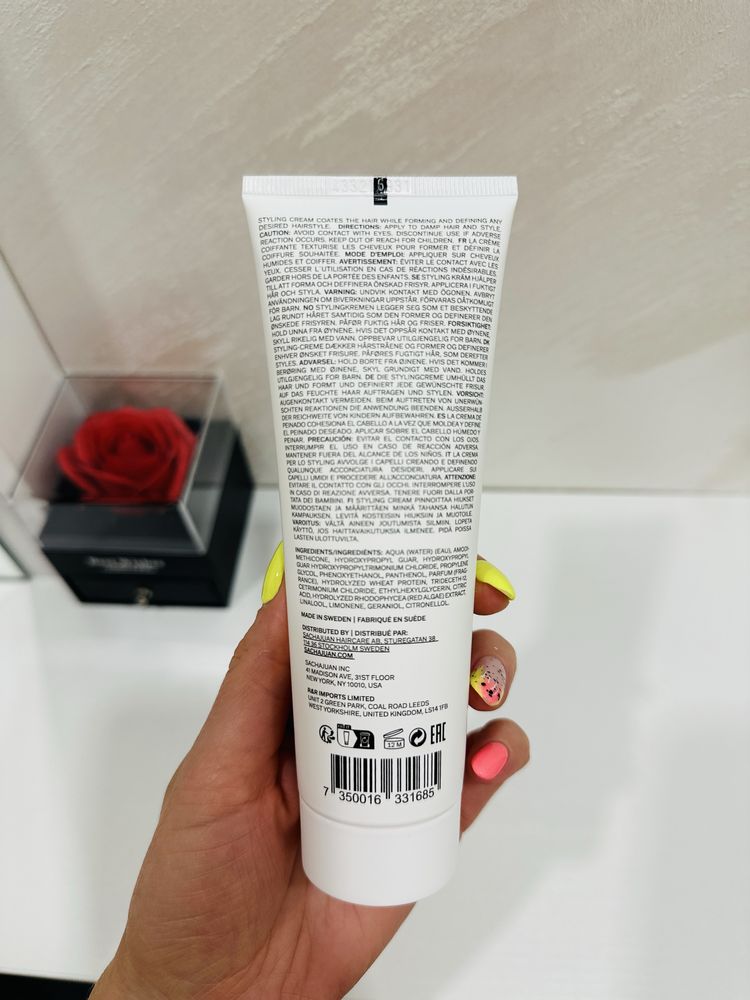 STYLING CREAM COATES THE HAIR WHILE FORMING AND DEFINING ANY
DESIRED HAIRSTYLE. DIRECTIONS: APPLY TO DAMP HAIR AND STYLE.
CAUTION: AVOID CONTACT WITH EYES. DISCONTINUE USE IF ADVERSE
REACTION OCCURS. KEEP OUT OF REACH FOR CHILDREN. FR LA CRÈME
COIFFANTE TEXTURISE LES CHEVEUX POUR FORMER ET DÉFINIR LA
COIFFURE SOUHAITÉE. MODE D'EMPLOI: APPLIQUER SUR CHEVEUX
HUMIDES ET COIFFER. AVERTISSEMENT: ÉVITER LE CONTACT AVEC LES
YEUX. CESSER L'UTILISATION EN CAS DE RÉACTIONS INDÉSIRABLES.
GARDER HORS DE LA PORTÉE DES ENFANTS. SE STYLING KRÄM HJÄLPER
TILL ATT FORMA OCH DEFINIERA ÖNSKAD FRISYR. APPLICERA I FUKTIGT
HÅR OCH STYLA. VARNING: UNDVIK KONTAKT MED ÖGONEN. AVBRYT
ANVÄNDNINGEN OM BIVERKNINGAR UPPSTÅR. FÖRVARAS OÅTKOMLIGT
FÖR BARN. NO STYLINGKREMEN LEGGER SEG SOM ET BESKYTTENDE
LAG RUNDT HÅRET SAMTIDIG SOM DEN FORMER OG DEFINERER DEN
ØNSKEDE FRISYREN. PÅFØR FUKTIG HÅR OG FRISER. FORSIKTIGHET:
HOLD UNNA FRA ØYNENE. HVIS DET OPPSÅR KONTAKT MED ØYNENE,
SKYLL RIKELIG MED VANN. OPPBEVAR UTILGJENGELIG FOR BARN. DK
STYLING-CREME DÆKKER HÅRSTRÅENE OG FORMER OG DEFINERER
ENHVER ØNSKET FRISURE. PÅFØRES FUGTIGT HÅR, SOM DEREFTER
STYLES. ADVARSEL: HOLD BORTE FRA ØJNENE. HVIS DET KOMMER I
BERØRING MED ØJNENE, SKYL GRUNDIGT MED VAND. HOLDES
UTILGJENGELIG FOR BARN. DE DIE STYLINGCREME UMHÜLLT DAS
HAAR UND FORMT UND DEFINIERT JEDE GEWÜNSCHTE FRISUR.
AUF DAS FEUCHTE HAAR AUFTRAGEN UND STYLEN. VORSICHT:
AUGENKONTAKT VERMEIDEN. BEIM AUFTRETEN VON UNERWÜN-
SCHTEN REAKTIONEN DIE ANWENDUNG BEENDEN. AUSSERHALB
DER REICHWEITE VON KINDERN AUFBEWAHREN. ES LA CREMA DE
PEINADO COHESIONA EL CABELLO A LA VEZ QUE MOLDEA Y DEFINE
EL PEINADO DESEADO. APLICAR SOBRE EL CABELLO HÚMEDO Y
PEINAR. PRECAUCIÓN: EVITAR EL CONTACTO CON LOS OJOS.
INTERRUMPIR EL USO EN CASO DE REACCIÓN ADVERSA.
MANTENER FUERA DEL ALCANCE DE LOS NIÑOS. IT LA CREMA
PER LO STYLING AVVOLGE I CAPELLI CREANDO E DEFINENDO
QUALUNQUE ACCONCIATURA DESIDERI. APPLICARE SUI
CAPELLI UMIDI E PROCEDERE ALL'ACCONCIATURA. ATTENZIONE:
EVITARE IL CONTATTO CON GLI OCCHI. INTERROMPERE L'USO
IN CASO DI REAZIONE AVVERSA. TENERE FUORI DALLA POR-
TATA DEI BAMBINI. FI STYLING CREAM PINNOITTAA HIUKSET
MUODOSTAEN JA MÄÄRITTÄEN MINKÄ TAHANSA HALUTUN
KAMPAUKSEN. LEVITÄ KOSTEISIIN HIUKSIIN JA MUOTOILE.
VAROITUS: VÄLTÄ AINEEN JOUTUMISTA SILMIIN. LOPETA
KÄYTTÖ, JOS HAITTAVAIKUTUKSIA ILMENEE. PIDÄ POISSA
LASTEN ULOTTUVILTA.
INGREDIENTS/INGRÉDIENTS: AQUA (WATER) (EAU), AMODI-
METHICONE, HYDROXYPROPYL GUAR, HYDROXYPROPYL
GUAR HYDROXYPROPYLTRIMONIUM CHLORIDE, PROPYLENE
GLYCOL, PHENOXYETHANOL, PANTHENOL, PARFUM (FRAG-
RANCE), HYDROLYZED WHEAT PROTEIN, TRIDECETH-12,
CETRIMONIUM CHLORIDE, ETHYLHEXYLGLYCERIN, CITRIC
ACID, HYDROLYZED RHODOPHYCEA (RED ALGAE) EXTRACT,
LINALOOL, LIMONENE, GERANIOL, CITRONELLOL.
MADE IN SWEDEN | FABRIQUÉ EN SUÈDE
DISTRIBUTED BY | DISTRIBUÉ PAR:
SACHAJUAN HAIRCARE AB, STUREGATAN 38,
114 36 STOCKHOLM SWEDEN
SACHAJUAN.COM
SACHAJUAN INC
41 MADISON AVE, 31ST FLOOR
NEW YORK, NY 10010, USA
R&R IMPORTS LIMITED
UNIT 2 GREEN PARK, COAL ROAD LEEDS
WEST YORKSHIRE, UNITED KINGDOM, LS14 1FB
12 M
EAC
7 350016 331685